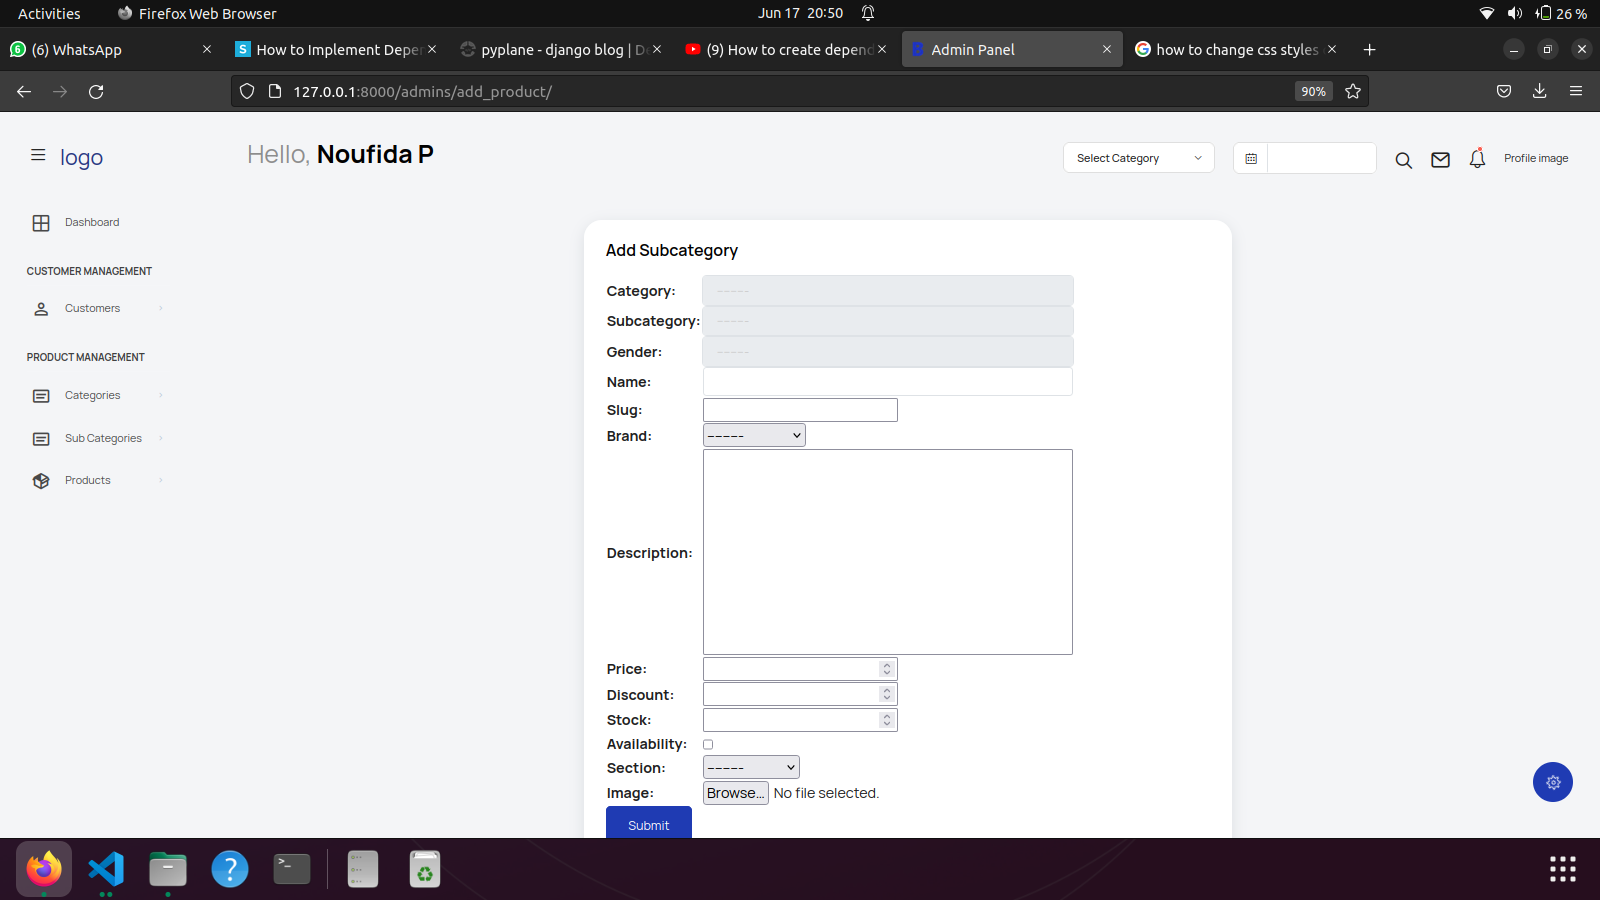 Activities
Firefox Web Browser
Jun 17 20:50
26 %
(6) WhatsApp
How to Implement Deper
pyplane - django blog | De
(9) How to create depend
Admin Panel
how to change css styles
127.0.0.1:8000/admins/add_product/
90%
logo
Hello, Noufida P
Select Category
Profile image
Dashboard
CUSTOMER MANAGEMENT
Customers
PRODUCT MANAGEMENT
Categories
Sub Categories
Products
Add Subcategory
Category: ---------
Subcategory: ---------
Gender: ---------
Name:
Slug:
Brand: ---------
Description:
Price:
Discount:
Stock:
Availability:
Section: ---------
Image: Browse... No file selected.
Submit